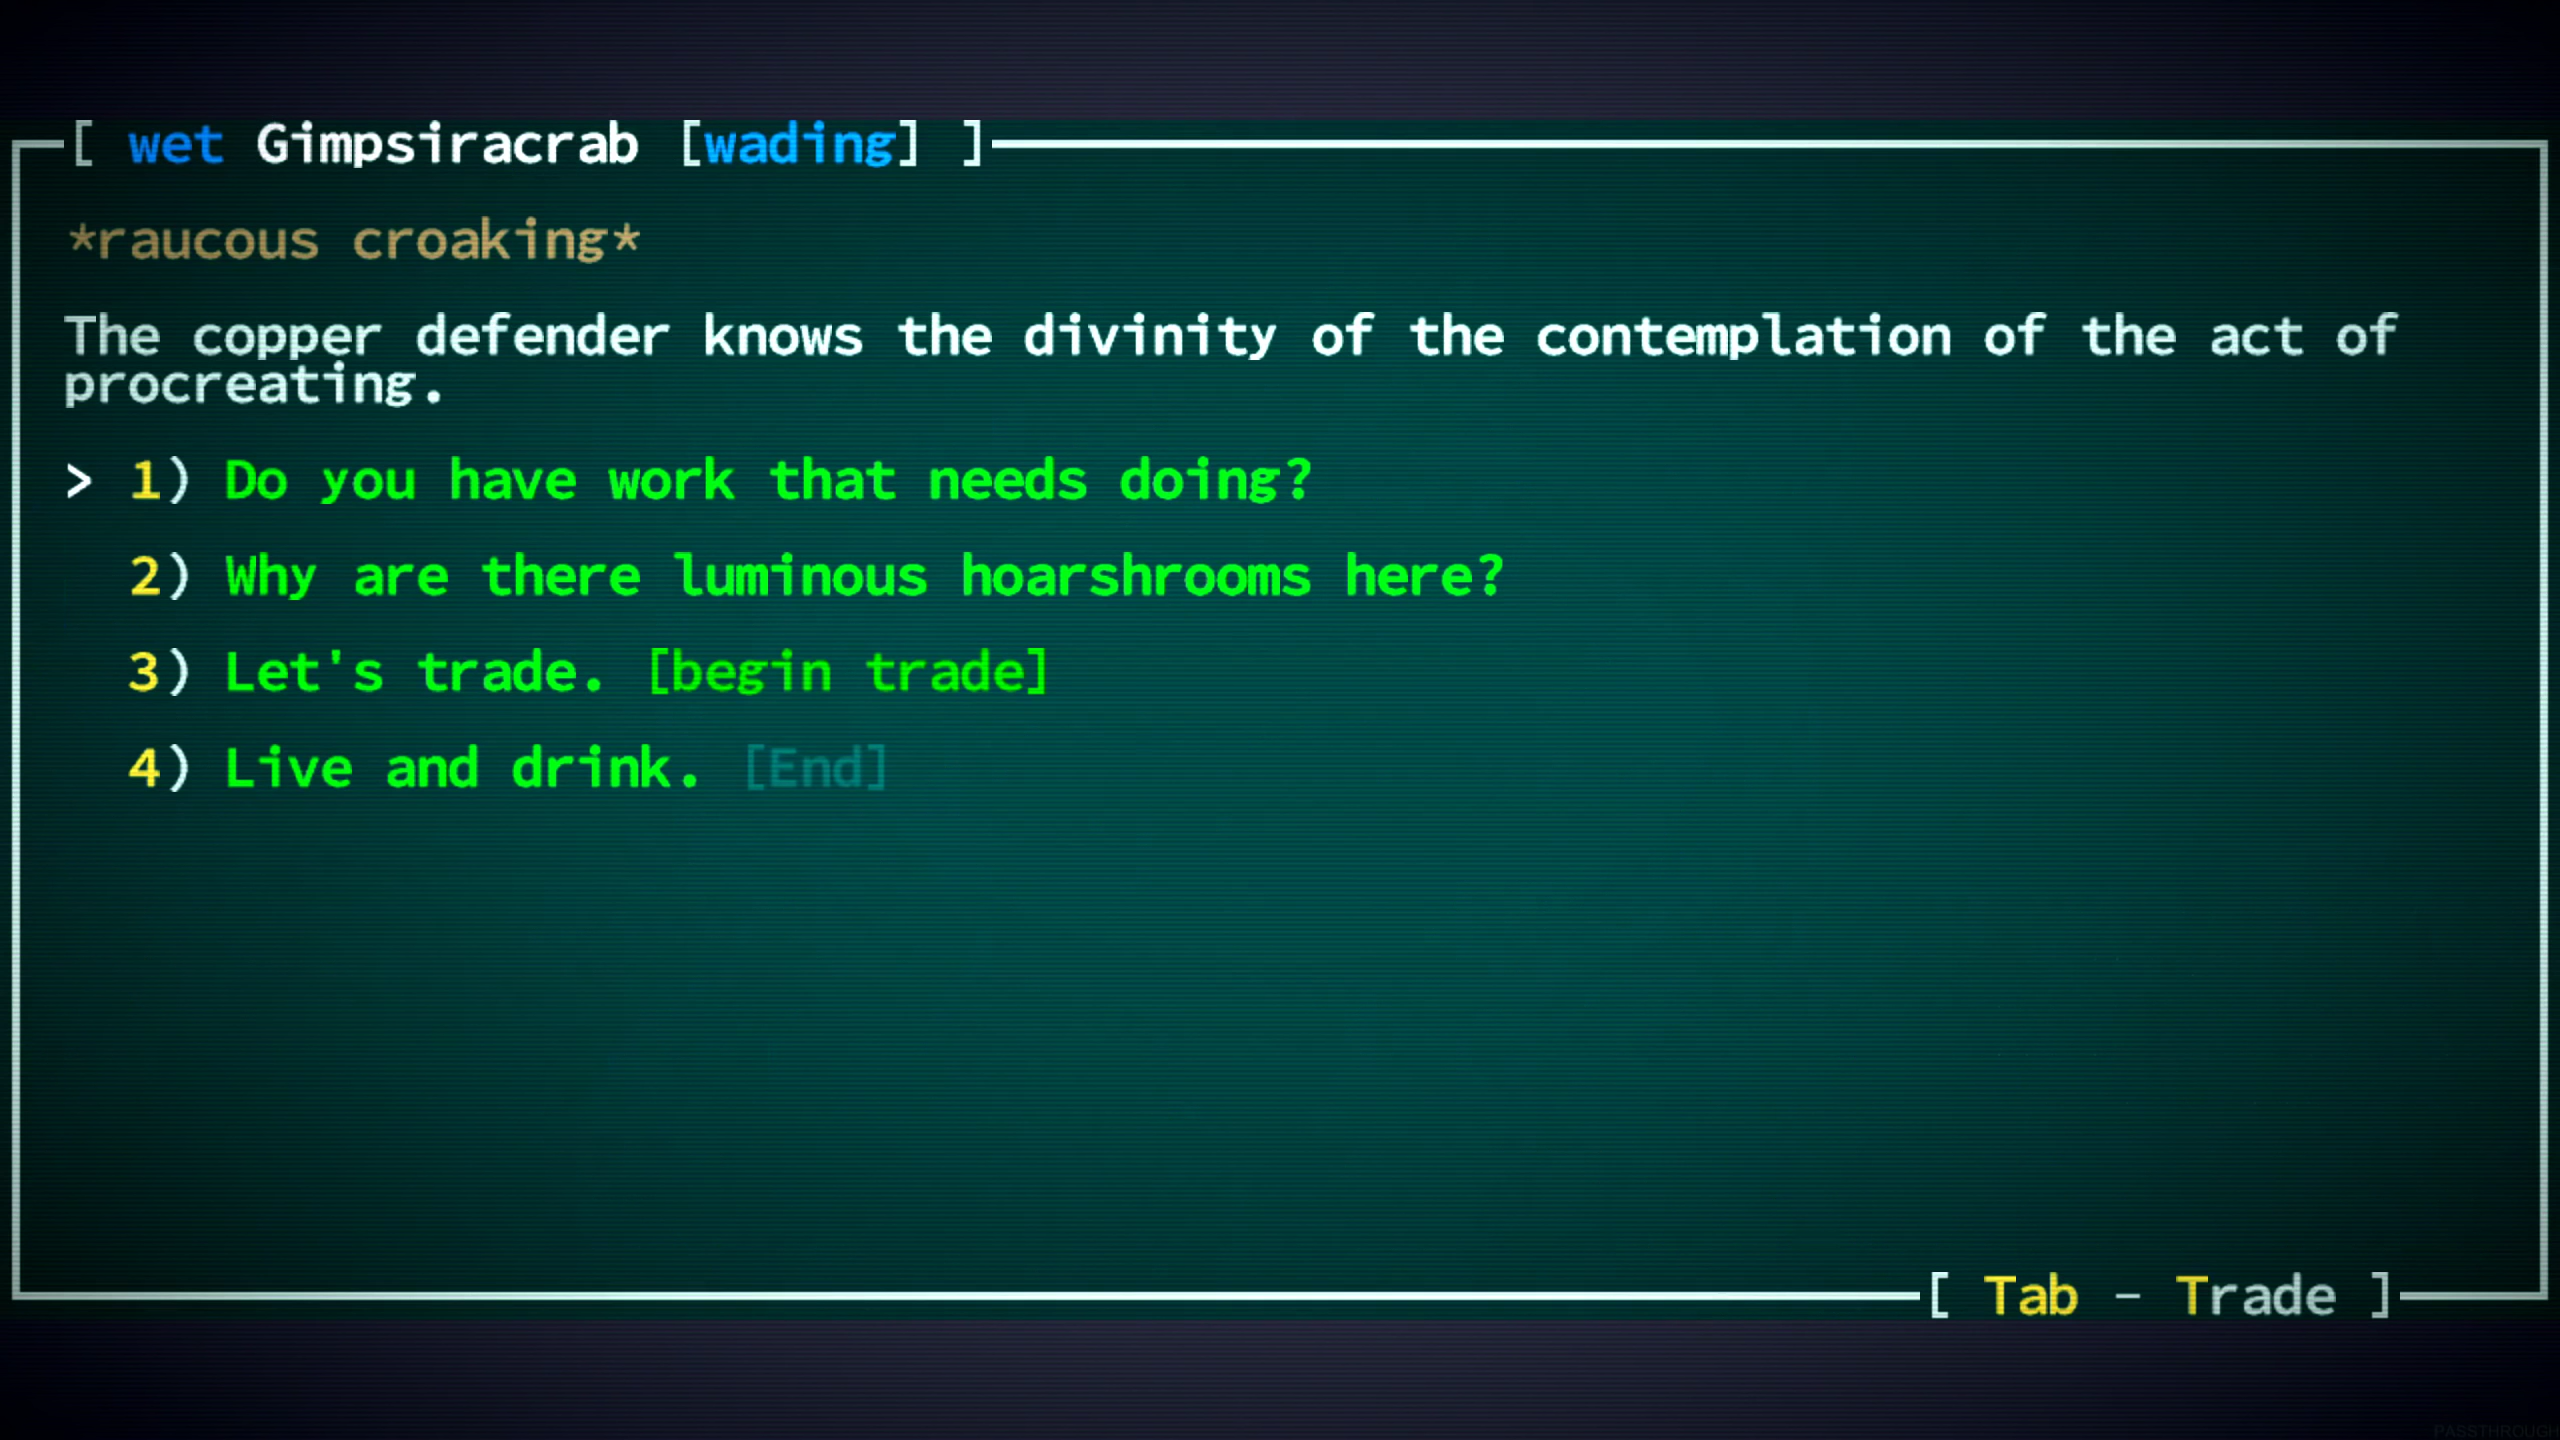 [ wet Gimpsiracrab [wading] ]
*raucous croaking*
The copper defender knows the divinity of the contemplation of the act of
procreating.
> 1) Do you have work that needs doing?
2) Why are there luminous hoarshrooms here?
3) Let's trade. [begin trade]
4) Live and drink. [End]
[ Tab - Trade ]
PASSTHROUGH